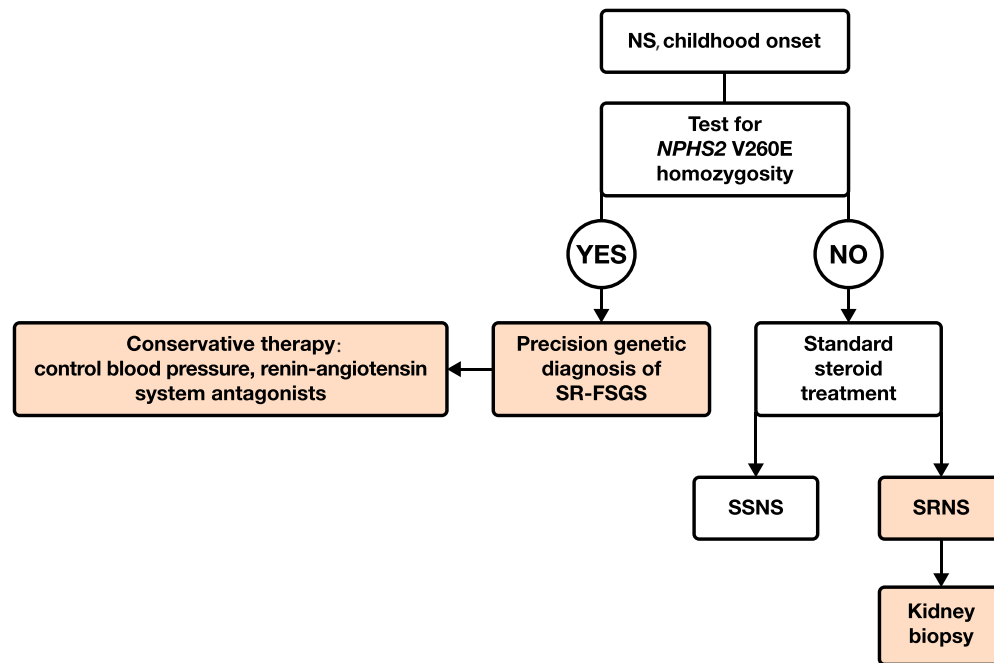 NS, childhood onset
Test for
NPHS2 V260E
homozygosity
YES
NO
Conservative therapy:
control blood pressure, renin-angiotensin
system antagonists
Precision genetic
diagnosis of
SR-FSGS
Standard
steroid
treatment
SSNS
SRNS
Kidney
biopsy